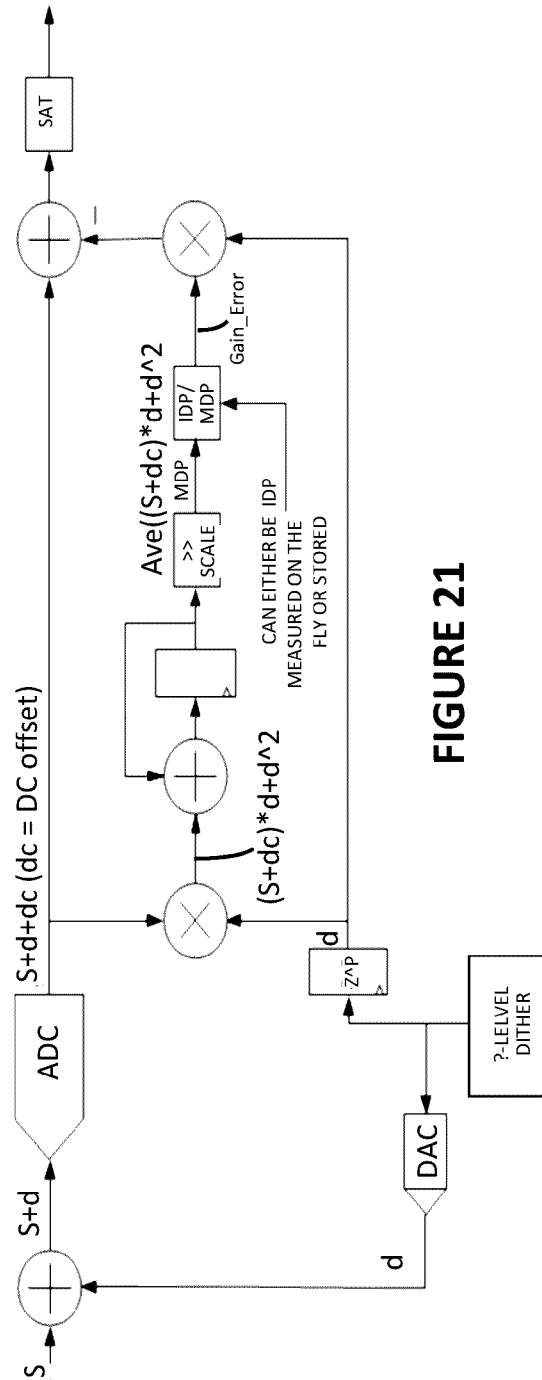 S
S+d
ADC
S+d+dc (dc = DC offset)
SAT
d
DAC
?-LELVEL
DITHER
Z^P
d
(S+dc)*d+d^2
>>
SCALE
Ave((S+dc)*d+d^2
MDP
IDP/
MDP
Gain_Error
CAN EITHER BE IDP
MEASURED ON THE
FLY OR STORED
FIGURE 21